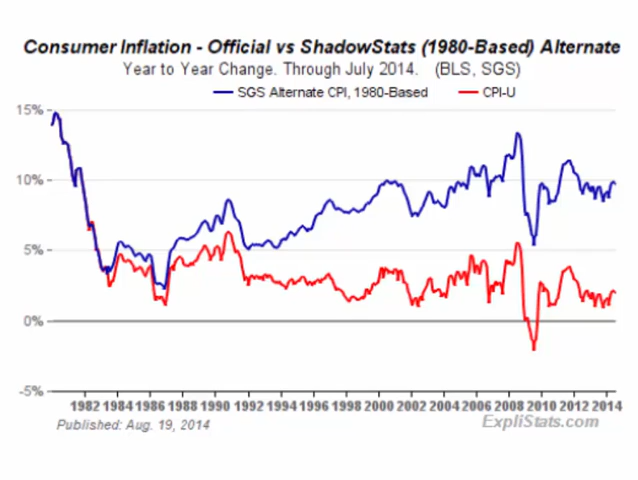 Consumer Inflation - Official vs ShadowStats (1980-Based) Alternate
Year to Year Change. Through July 2014. (BLS, SGS)
SGS Alternate CPI, 1980-Based CPI-U
15%
10%
5%
0%
-5%
1982 1984 1986 1988 1990 1992 1994 1996 1998 2000 2002 2004 2006 2008 2010 2012 2014
Published: Aug. 19, 2014 ExpliStats.com